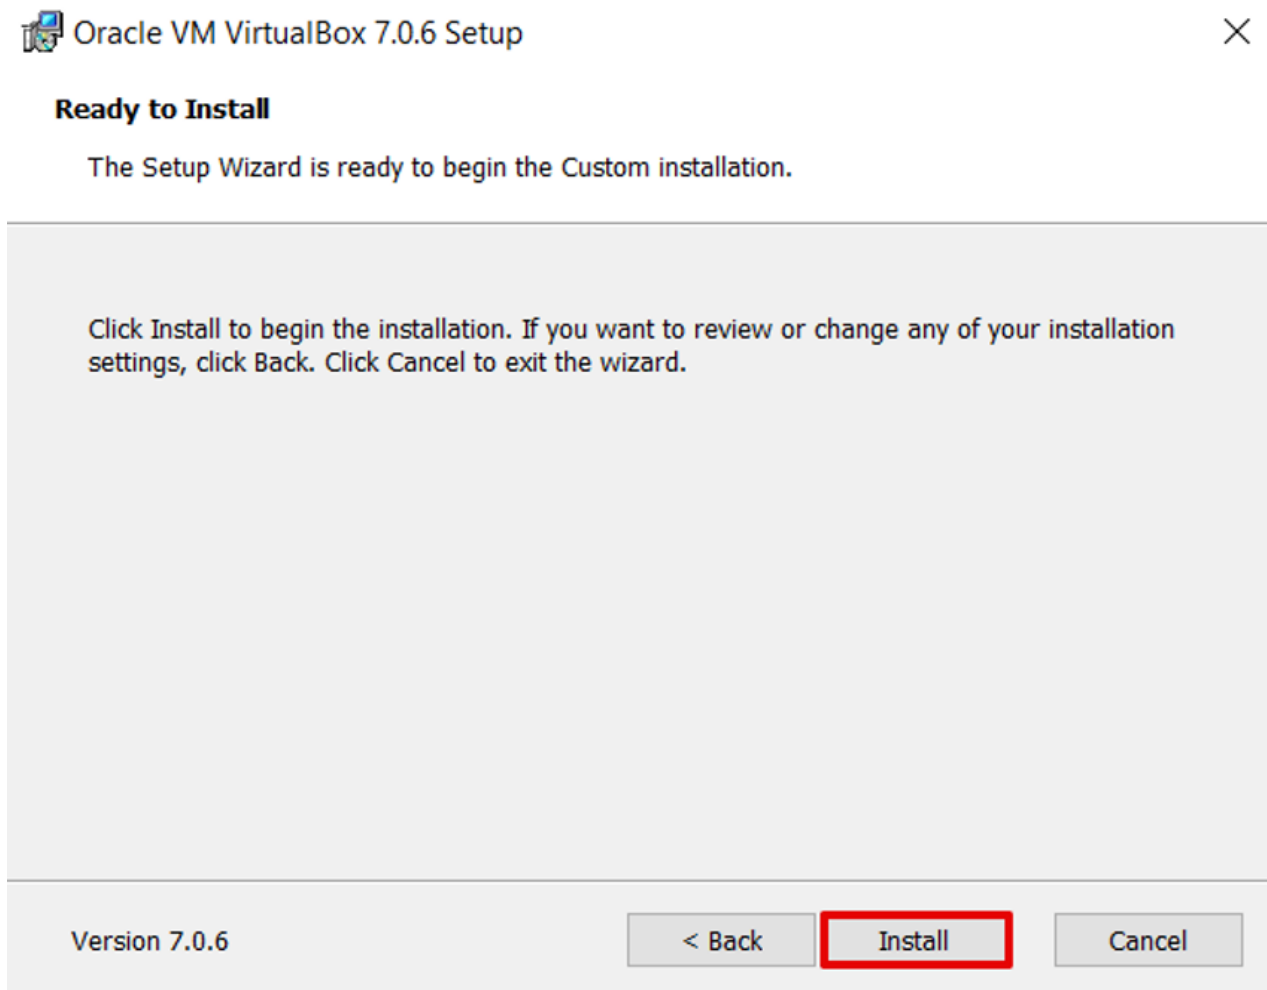 Oracle VM VirtualBox 7.0.6 Setup
Ready to Install
The Setup Wizard is ready to begin the Custom installation.
Click Install to begin the installation. If you want to review or change any of your installation
settings, click Back. Click Cancel to exit the wizard.
Version 7.0.6
< Back
Install
Cancel